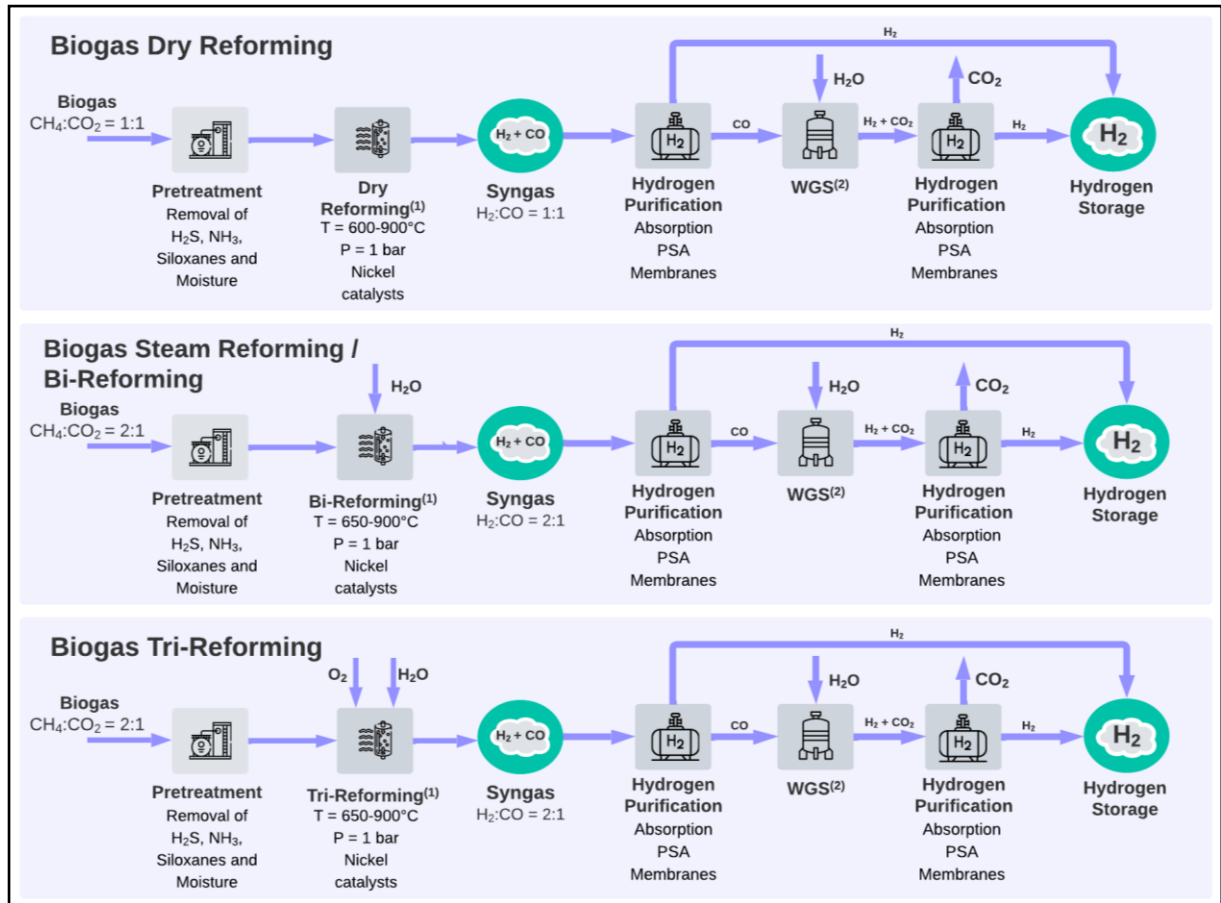 Biogas Dry Reforming
H₂
Biogas
CH₄:CO₂ = 1:1
H₂O
CO₂
H₂ + CO
H₂
CO
H₂ + CO₂
H₂
H₂
H₂
Pretreatment
Removal of
H₂S, NH₃,
Siloxanes and
Moisture
Dry
Reforming⁽¹⁾
T = 600-900°C
P = 1 bar
Nickel
catalysts
Syngas
H₂:CO = 1:1
Hydrogen
Purification
Absorption
PSA
Membranes
WGS⁽²⁾
Hydrogen
Purification
Absorption
PSA
Membranes
Hydrogen
Storage
Biogas Steam Reforming /
Bi-Reforming
H₂
Biogas
CH₄:CO₂ = 2:1
H₂O
H₂O
CO₂
H₂ + CO
H₂
CO
H₂ + CO₂
H₂
H₂
H₂
Pretreatment
Removal of
H₂S, NH₃,
Siloxanes and
Moisture
Bi-Reforming⁽¹⁾
T = 650-900°C
P = 1 bar
Nickel
catalysts
Syngas
H₂:CO = 2:1
Hydrogen
Purification
Absorption
PSA
Membranes
WGS⁽²⁾
Hydrogen
Purification
Absorption
PSA
Membranes
Hydrogen
Storage
Biogas Tri-Reforming
H₂
Biogas
CH₄:CO₂ = 2:1
O₂
H₂O
H₂O
CO₂
H₂ + CO
H₂
CO
H₂ + CO₂
H₂
H₂
H₂
Pretreatment
Removal of
H₂S, NH₃,
Siloxanes and
Moisture
Tri-Reforming⁽¹⁾
T = 650-900°C
P = 1 bar
Nickel
catalysts
Syngas
H₂:CO = 2:1
Hydrogen
Purification
Absorption
PSA
Membranes
WGS⁽²⁾
Hydrogen
Purification
Absorption
PSA
Membranes
Hydrogen
Storage